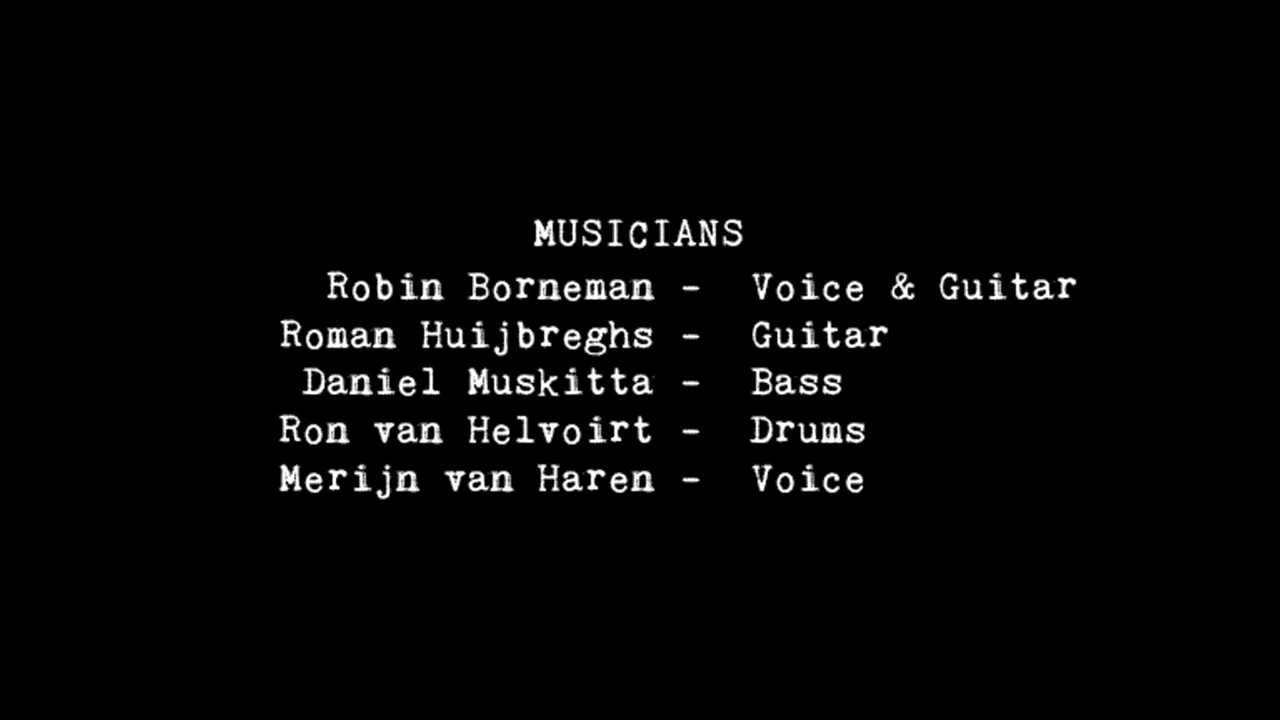 MUSICIANS
Robin Borneman - Voice & Guitar
Roman Huijbreghs - Guitar
Daniel Muskitta - Bass
Ron van Helvoirt - Drums
Merijn van Haren - Voice